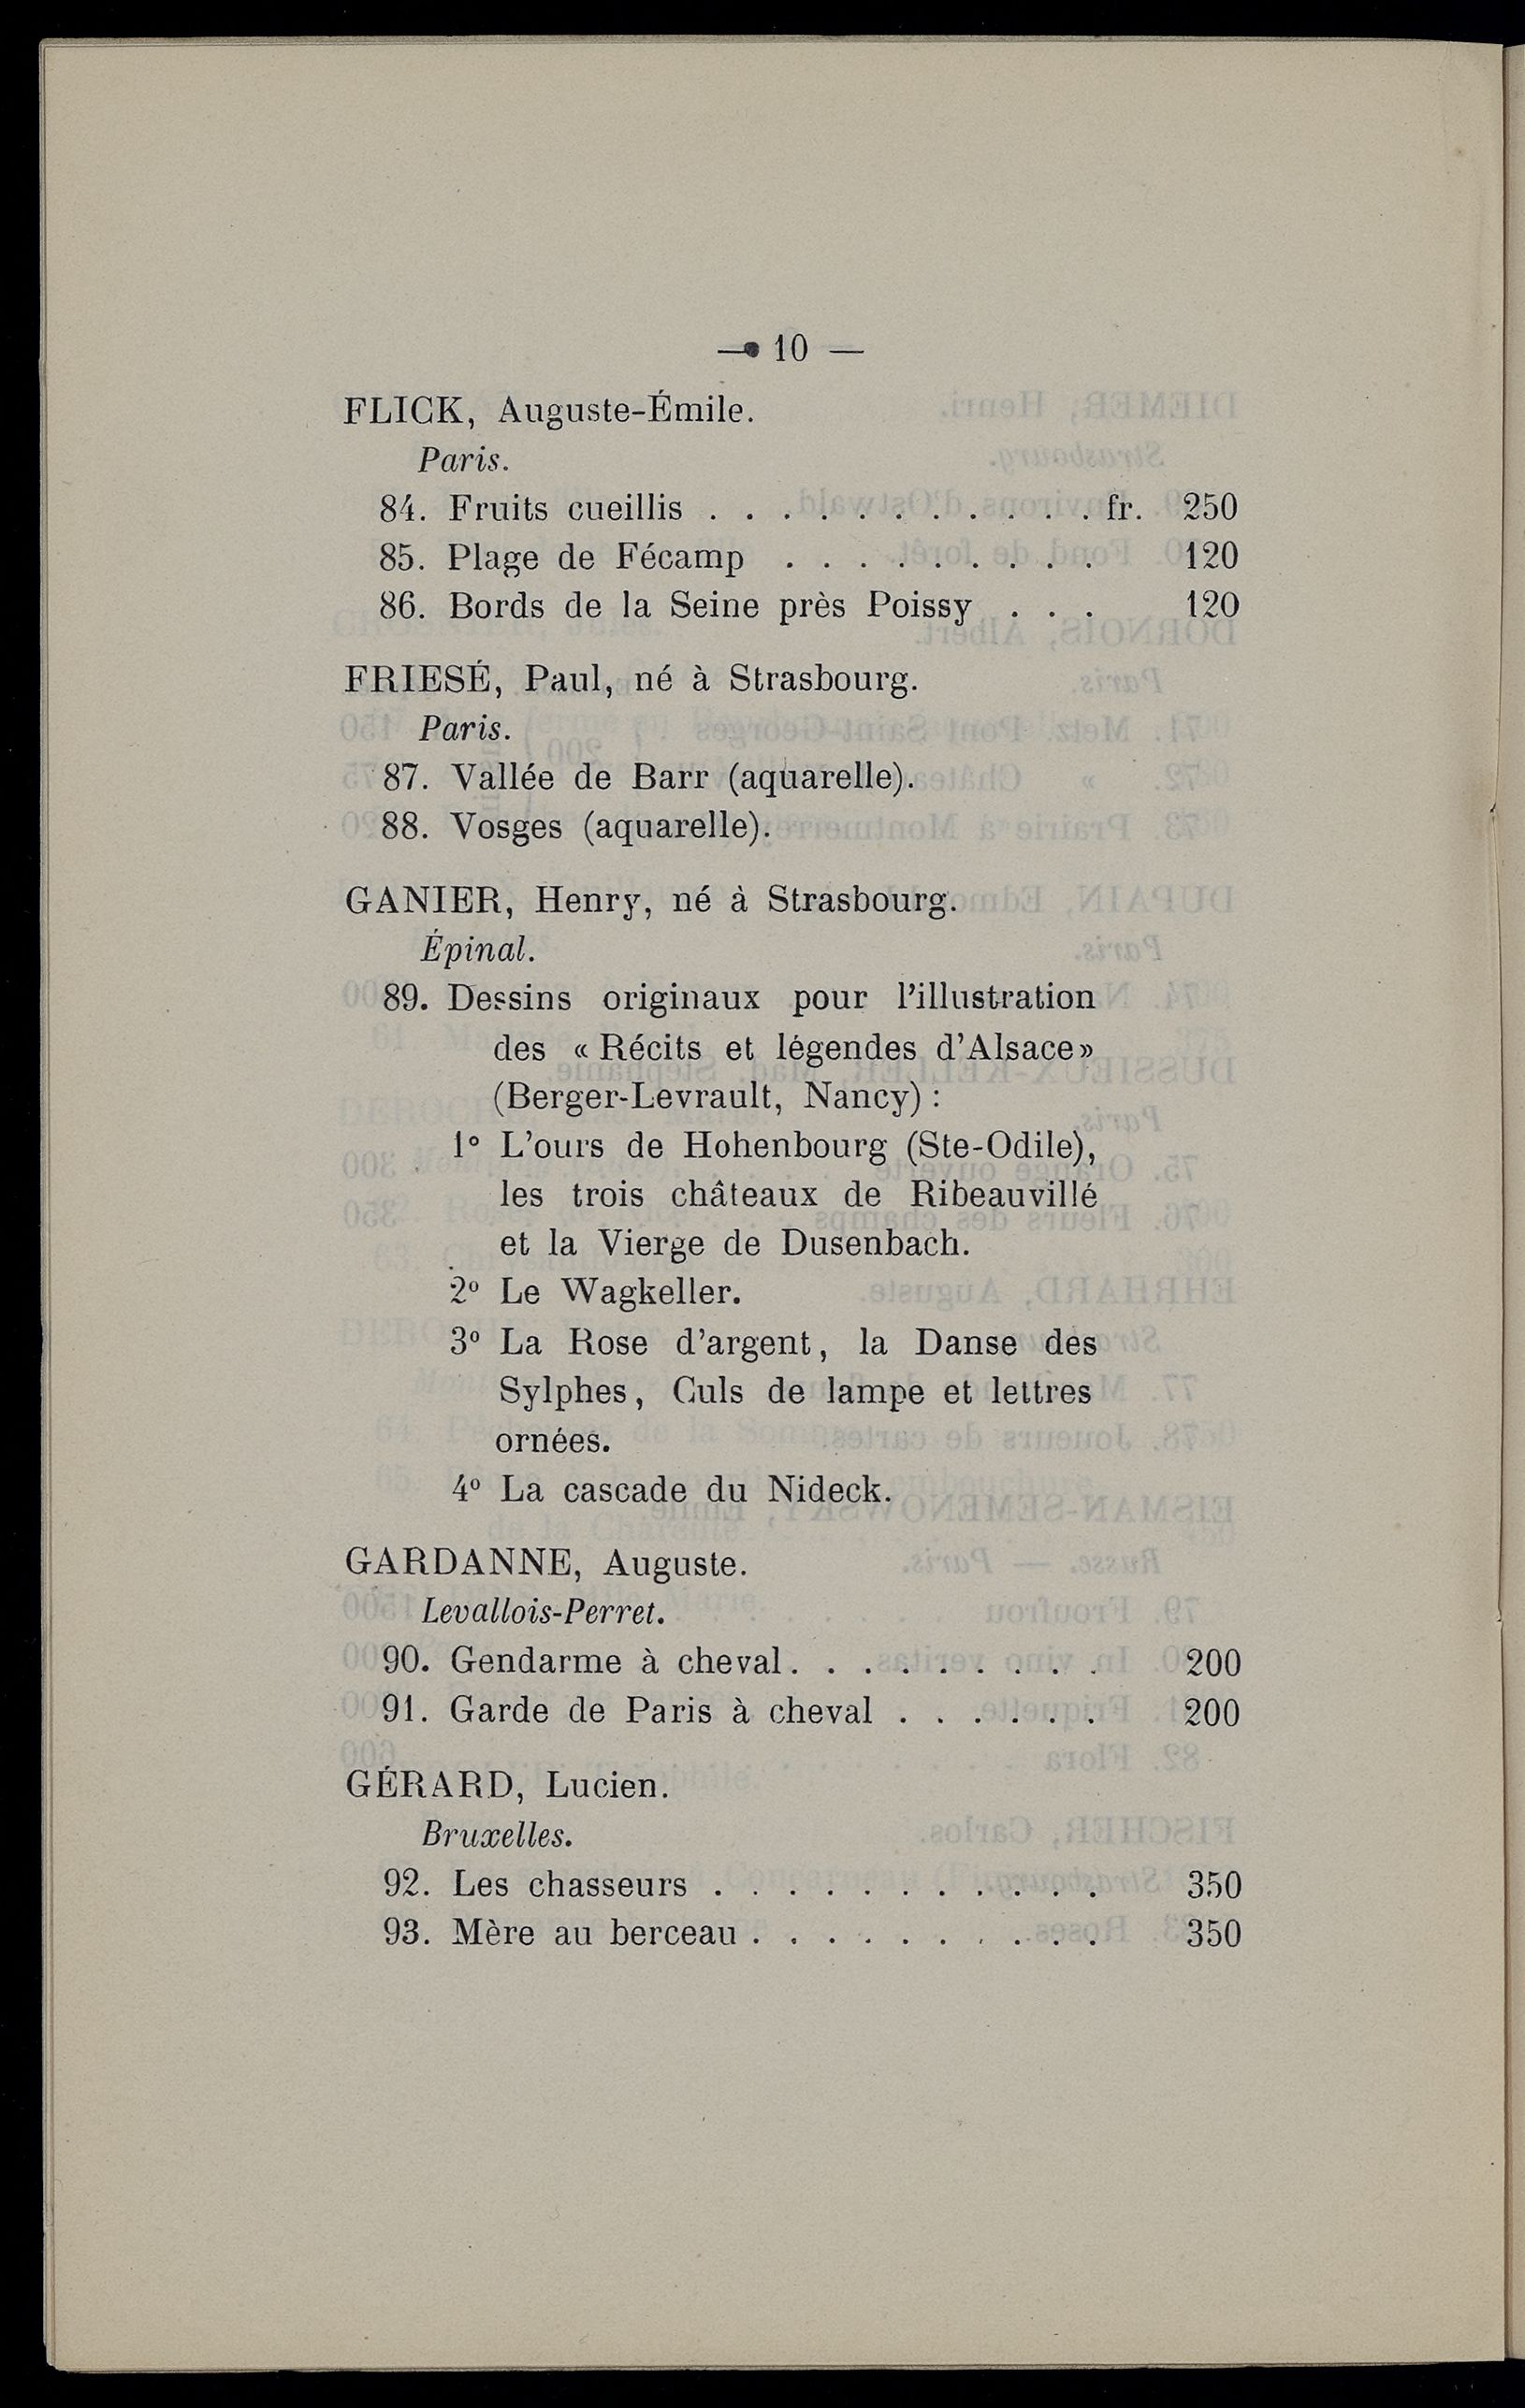 — 10 —
FLICK, Auguste-Émile.
Paris.
84. Fruits cueillis . . . . . . . . . . . fr. 250
85. Plage de Fécamp . . . . . . . . . 120
86. Bords de la Seine près Poissy . . . 120
FRIESÉ, Paul, né à Strasbourg.
Paris.
87. Vallée de Barr (aquarelle).
88. Vosges (aquarelle).
GANIER, Henry, né à Strasbourg.
Épinal.
89. Dessins originaux pour l'illustration
des « Récits et légendes d'Alsace »
(Berger-Levrault, Nancy) :
1° L'ours de Hohenbourg (Ste-Odile),
les trois châteaux de Ribeauvillé
et la Vierge de Dusenbach.
2° Le Wagkeller.
3° La Rose d'argent, la Danse des
Sylphes, Culs de lampe et lettres
ornées.
4° La cascade du Nideck.
GARDANNE, Auguste.
Levallois-Perret.
90. Gendarme à cheval. . . . . . . . . 200
91. Garde de Paris à cheval . . . . . . 200
GÉRARD, Lucien.
Bruxelles.
92. Les chasseurs . . . . . . . . . . . 350
93. Mère au berceau . . . . . . . . . . 350